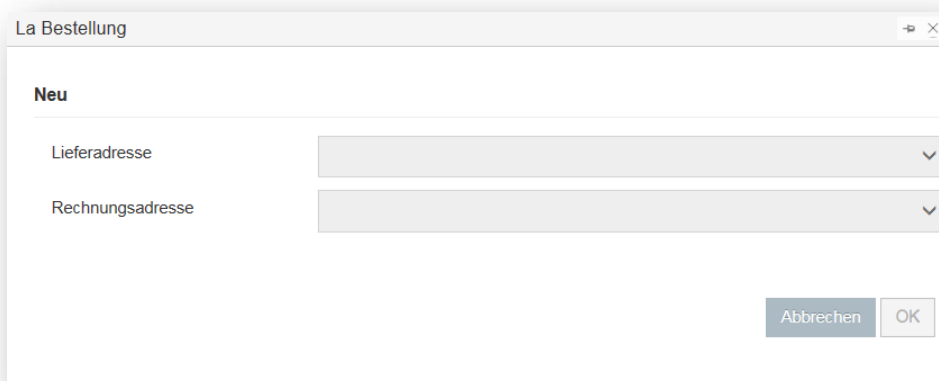 La Bestellung
Neu
Lieferadresse
Rechnungsadresse
Abbrechen OK